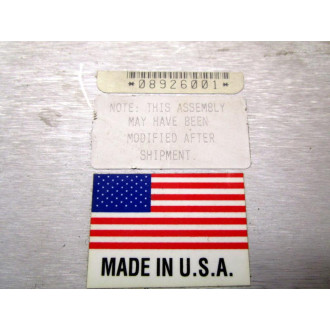 *08926001*
NOTE: THIS ASSEMBLY
MAY HAVE BEEN
MODIFIED AFTER
SHIPMENT.
MADE IN U.S.A.